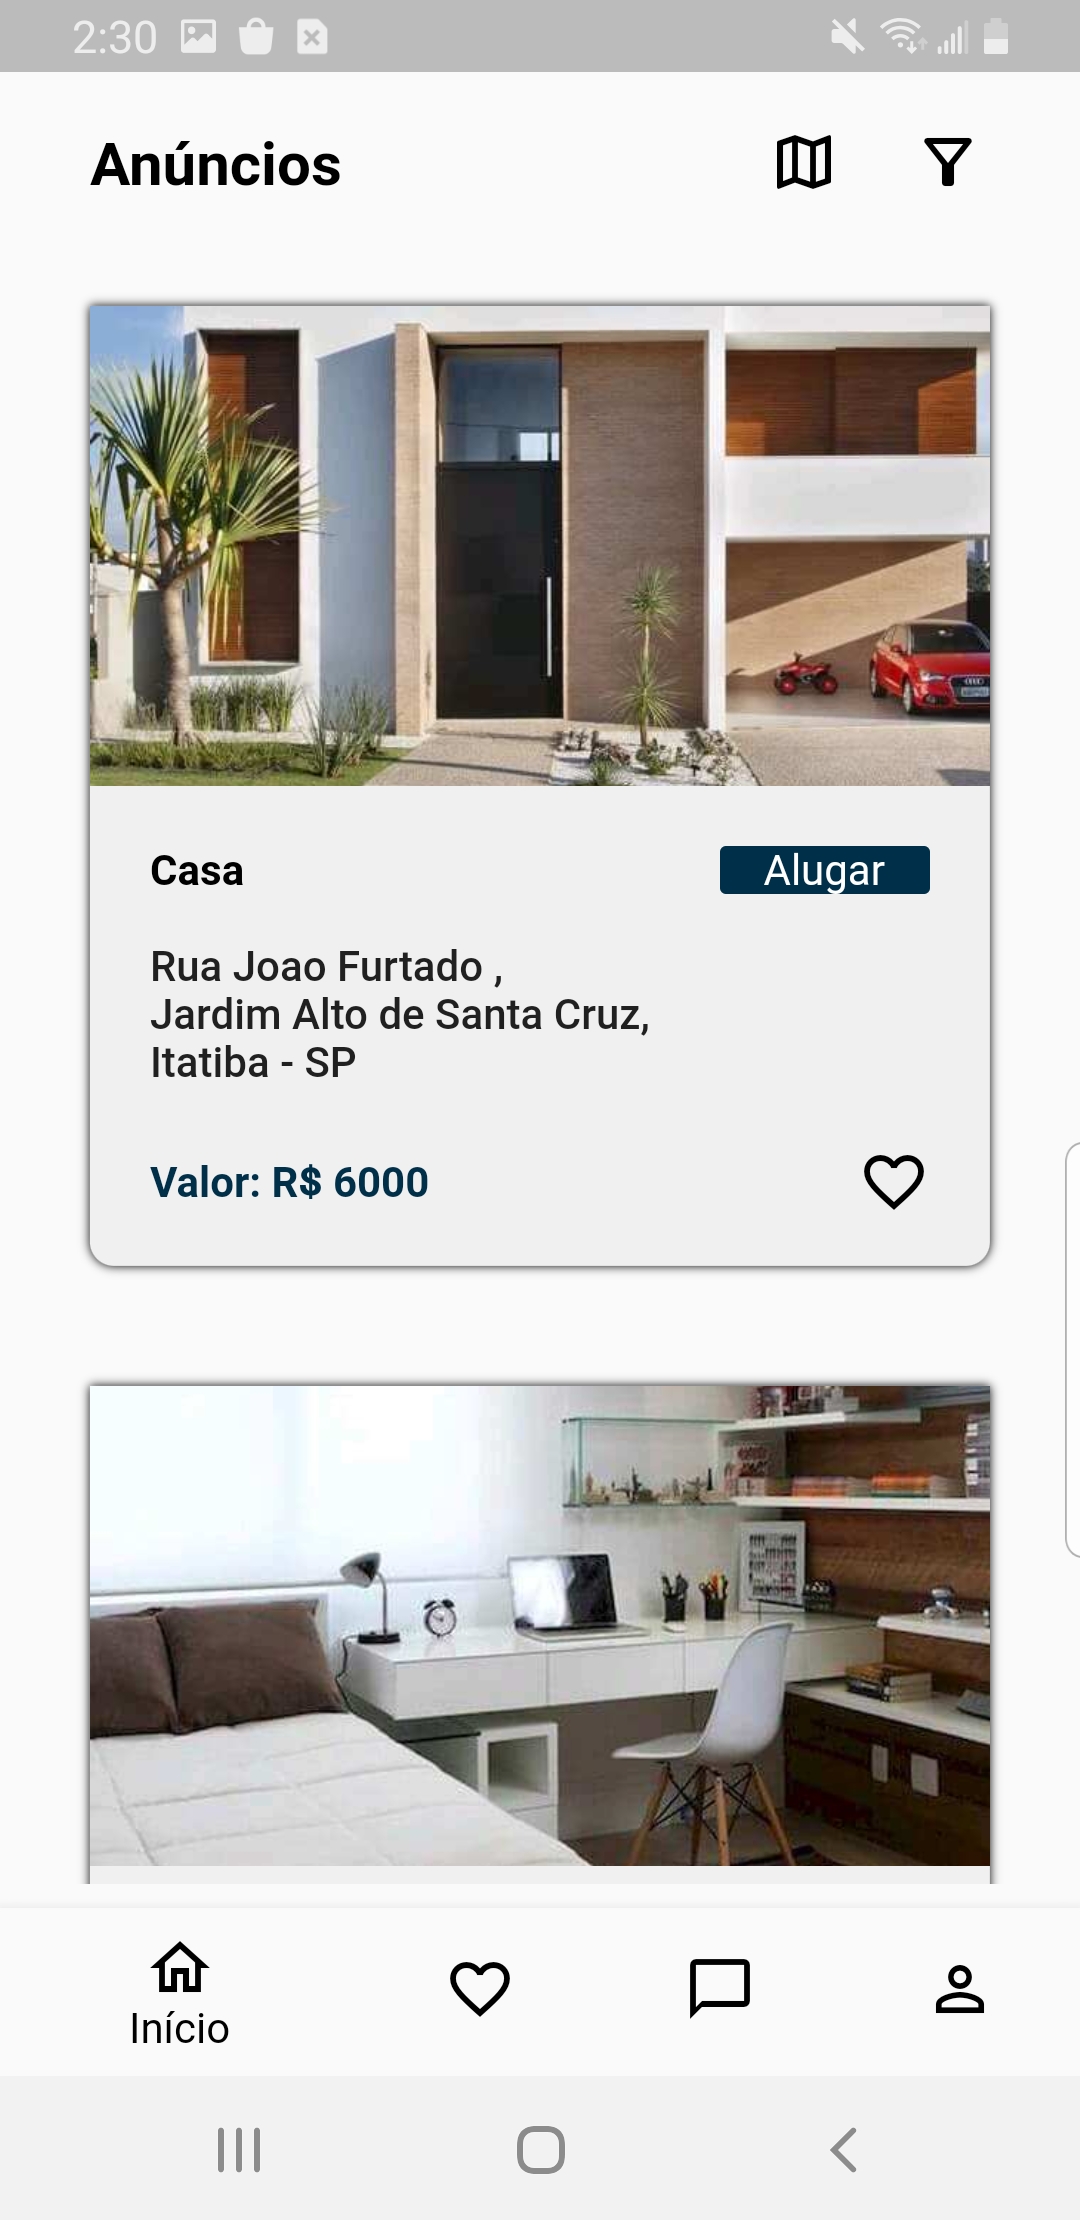 2:30
Anúncios
Casa
Alugar
Rua Joao Furtado ,
Jardim Alto de Santa Cruz,
Itatiba - SP
Valor: R$ 6000
Início